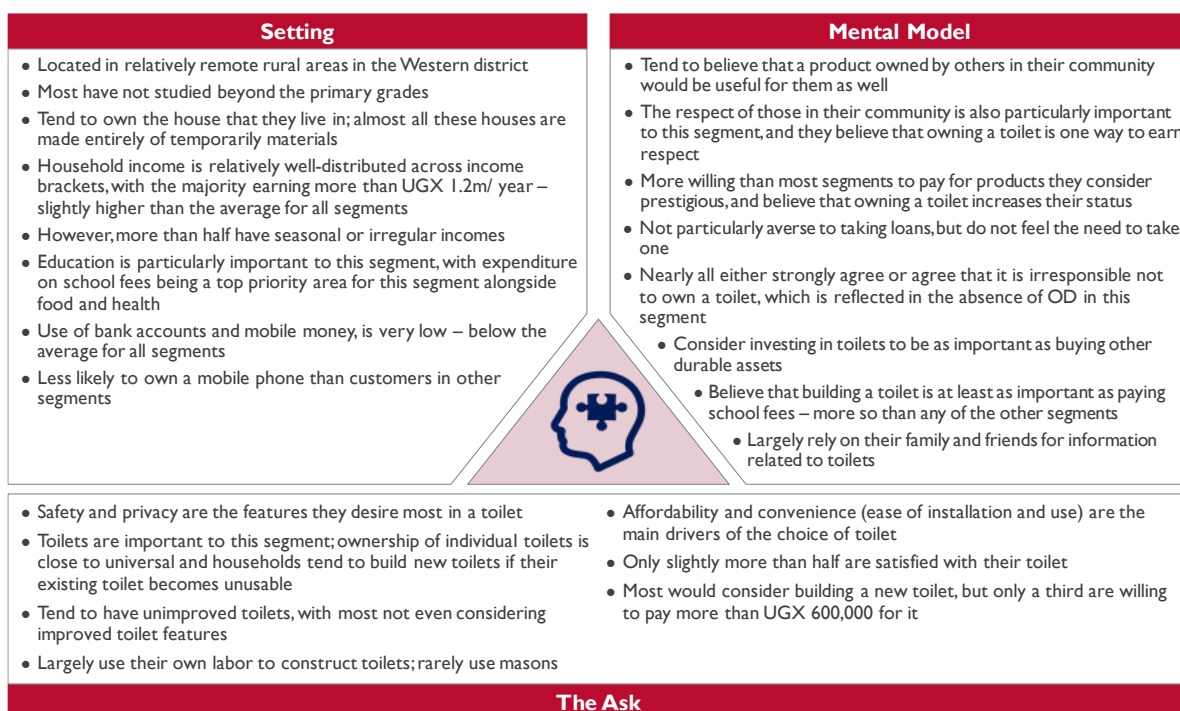 Setting
• Located in relatively remote rural areas in the Western district
• Most have not studied beyond the primary grades
• Tend to own the house that they live in; almost all these houses are
made entirely of temporarily materials
• Household income is relatively well-distributed across income
brackets, with the majority earning more than UGX 1.2m/ year –
slightly higher than the average for all segments
• However, more than half have seasonal or irregular incomes
• Education is particularly important to this segment, with expenditure
on school fees being a top priority area for this segment alongside
food and health
• Use of bank accounts and mobile money, is very low – below the
average for all segments
• Less likely to own a mobile phone than customers in other
segments
Mental Model
• Tend to believe that a product owned by others in their community
would be useful for them as well
• The respect of those in their community is also particularly important
to this segment, and they believe that owning a toilet is one way to earn
respect
• More willing than most segments to pay for products they consider
prestigious, and believe that owning a toilet increases their status
• Not particularly averse to taking loans, but do not feel the need to take
one
• Nearly all either strongly agree or agree that it is irresponsible not
to own a toilet, which is reflected in the absence of OD in this
segment
• Consider investing in toilets to be as important as buying other
durable assets
• Believe that building a toilet is at least as important as paying
school fees – more so than any of the other segments
• Largely rely on their family and friends for information
related to toilets
• Safety and privacy are the features they desire most in a toilet
• Toilets are important to this segment; ownership of individual toilets is
close to universal and households tend to build new toilets if their
existing toilet becomes unusable
• Tend to have unimproved toilets, with most not even considering
improved toilet features
• Largely use their own labor to construct toilets; rarely use masons
• Affordability and convenience (ease of installation and use) are the
main drivers of the choice of toilet
• Only slightly more than half are satisfied with their toilet
• Most would consider building a new toilet, but only a third are willing
to pay more than UGX 600,000 for it
The Ask